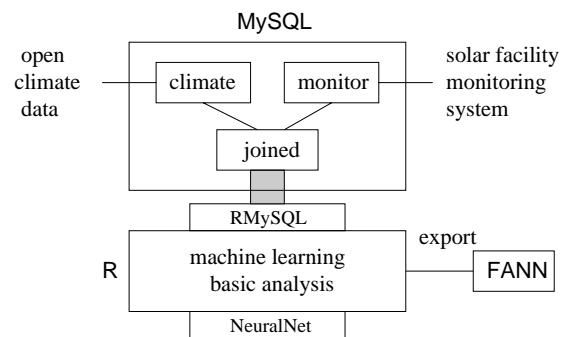 MySQL
open
climate
data
climate
monitor
solar facility
monitoring
system
joined
RMySQL
R
machine learning
basic analysis
export
FANN
NeuralNet